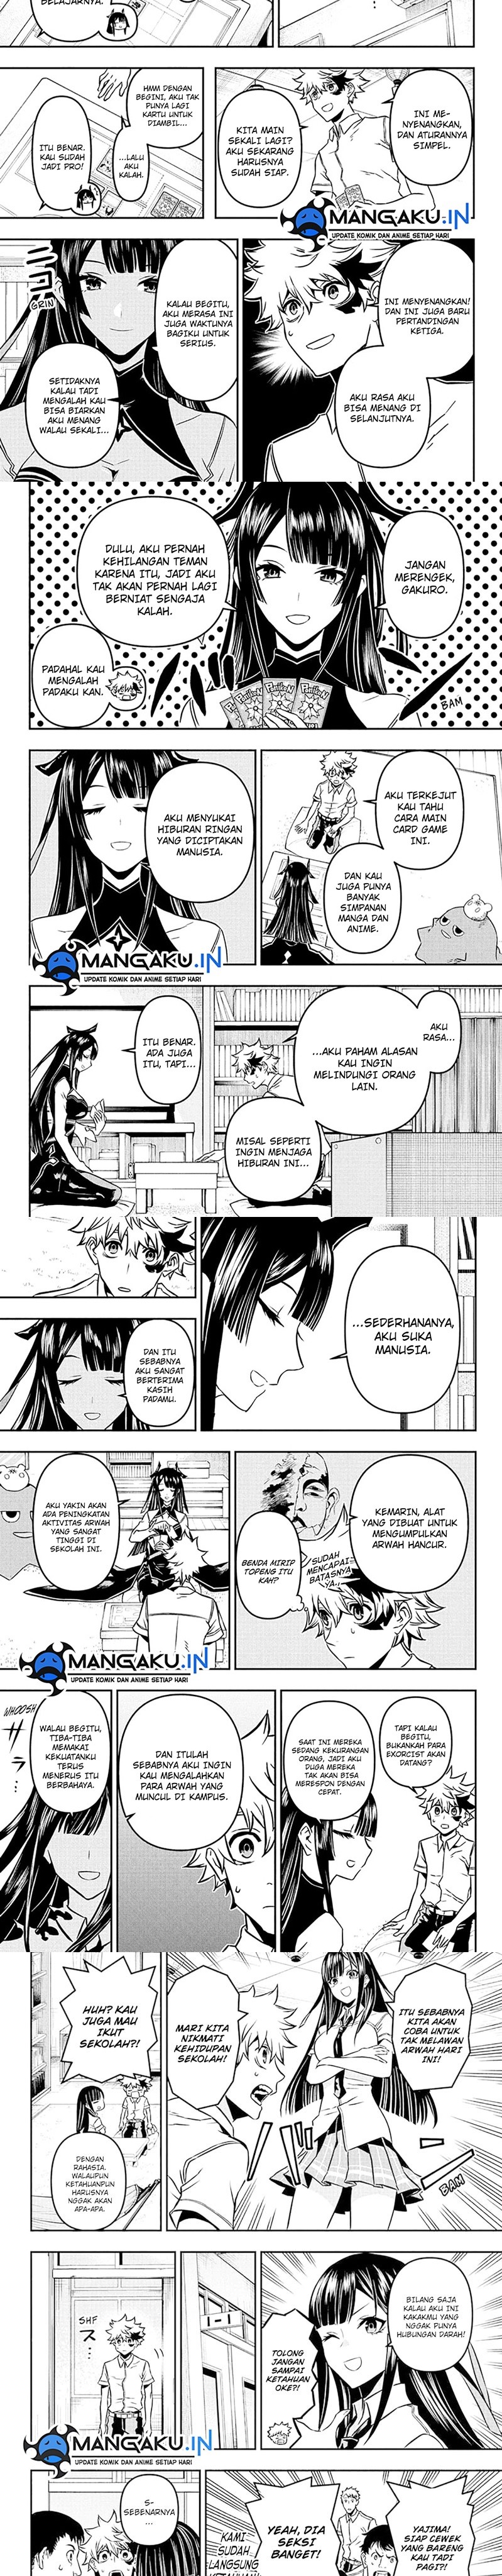 BELAJARNYA.
INI ME-
NYENANGKAN,
DAN ATURANNYA
SIMPEL.
KITA MAIN
SEKALI LAGI?
AKU SEKARANG
HARUSNYA
SUDAH SIAP.
HMM DENGAN
BEGINI, AKU TAK
PUNYA LAGI
KARTU UNTUK
DIAMBIL...
...LALU
AKU
KALAH.
ITU BENAR.
KAU SUDAH
JADI PRO!
MANGAKU.IN
UPDATE KOMIK DAN ANIME SETIAP HARI
INI MENYENANGKAN!
DAN INI JUGA BARU
PERTANDINGAN
KETIGA.
AKU RASA AKU
BISA MENANG DI
SELANJUTNYA.
KALAU BEGITU,
AKU MERASA INI
JUGA WAKTUNYA
BAGIKU UNTUK
SERIUS.
GRIN
SETIDAKNYA
KALAU TADI
MENGALAH KAU
BISA BIARKAN
AKU MENANG
WALAU SEKALI...
JANGAN
MERENGEK,
GAKURO.
DULU, AKU PERNAH
KEHILANGAN TEMAN
KARENA ITU, JADI AKU
TAK AKAN PERNAH LAGI
BERNIAT SENGAJA
KALAH.
PADAHAL KAU
MENGALAH
PADAKU KAN.
BAM
AKU TERKEJUT
KAU TAHU
CARA MAIN
CARD GAME
INI.
DAN KAU
JUGA PUNYA
BANYAK
SIMPANAN
MANGA DAN
ANIME.
AKU MENYUKAI
HIBURAN RINGAN
YANG DICIPTAKAN
MANUSIA.
MANGAKU.IN
UPDATE KOMIK DAN ANIME SETIAP HARI
AKU
RASA...
...AKU PAHAM ALASAN
KAU INGIN
MELINDUNGI ORANG
LAIN.
MISAL SEPERTI
INGIN MENJAGA
HIBURAN INI...
ITU BENAR.
ADA JUGA
ITU, TAPI...
...SEDERHANANYA,
AKU SUKA
MANUSIA.
DAN ITU
SEBABNYA
AKU SANGAT
BERTERIMA
KASIH
PADAMU.
KEMARIN, ALAT
YANG DIBUAT UNTUK
MENGUMPULKAN
ARWAH HANCUR.
SUDAH
MENCAPAI
BATASNYA
YA...
BENDA MIRIP
TOPENG ITU
KAH?
AKU YAKIN AKAN
ADA PENINGKATAN
AKTIVITAS ARWAH
YANG SANGAT
TINGGI DI
SEKOLAH INI.
MANGAKU.IN
UPDATE KOMIK DAN ANIME SETIAP HARI
TAPI KALAU
BEGITU,
BUKANKAH PARA
EXORCIST AKAN
DATANG?
SAAT INI MEREKA
SEDANG KEKURANGAN
ORANG, JADI AKU
DUGA MEREKA
TAK AKAN BISA
MERESPON DENGAN
CEPAT.
DAN ITULAH
SEBABNYA AKU INGIN
KAU MENGALAHKAN
PARA ARWAH YANG
MUNCUL DI KAMPUS.
WHOOSH
WALAU BEGITU,
TIBA-TIBA
MEMAKAI
KEKUATANKU
TERUS
MENERUS ITU
BERBAHAYA.
ITU SEBABNYA
KITA AKAN
COBA UNTUK
TAK MELAWAN
ARWAH HARI
INI!
MARI KITA
NIKMATI
KEHIDUPAN
SEKOLAH!
BAM
HUH? KAU
JUGA MAU
IKUT
SEKOLAH?!
DENGAN
RAHASIA.
WALAUPUN
KETAHUANPUN
HARUSNYA
NGGAK AKAN
APA-APA.
BILANG SAJA
KALAU AKU INI
KAKAKMU YANG
NGGAK PUNYA
HUBUNGAN DARAH!
TOLONG
JANGAN
SAMPAI
KETAHUAN
OKE?!
SHF
ス...
MANGAKU.IN
UPDATE KOMIK DAN ANIME SETIAP HARI
YAJIMA!
SIAP CEWEK
YANG BARENG
KAU TADI
PAGI?!
YEAH, DIA
SEKSI
BANGET!
KAMI
SUDAH
LANGSUNG
S-
SEBENARNYA
...